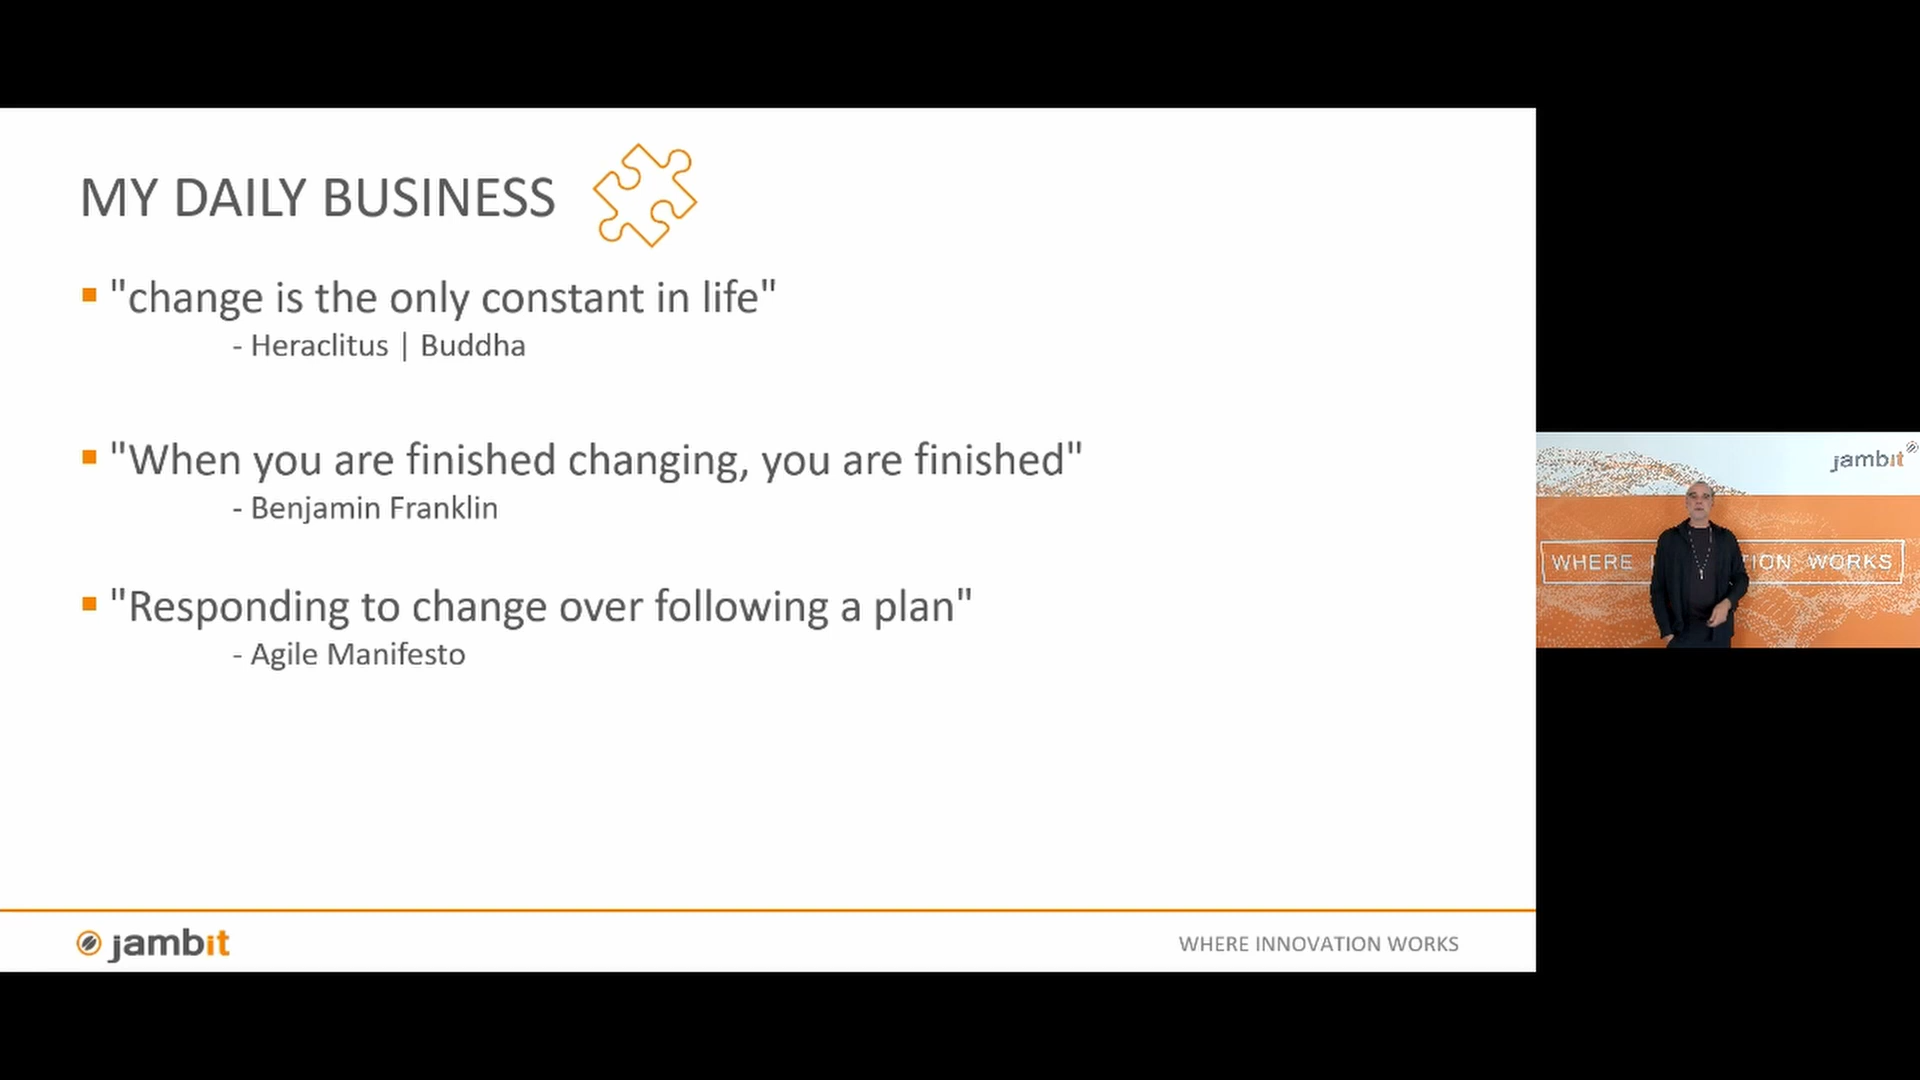 MY DAILY BUSINESS
"change is the only constant in life"
- Heraclitus | Buddha
"When you are finished changing, you are finished"
- Benjamin Franklin
"Responding to change over following a plan"
- Agile Manifesto
jambit
WHERE INNOVATION WORKS
jambit
WHERE TION WORKS